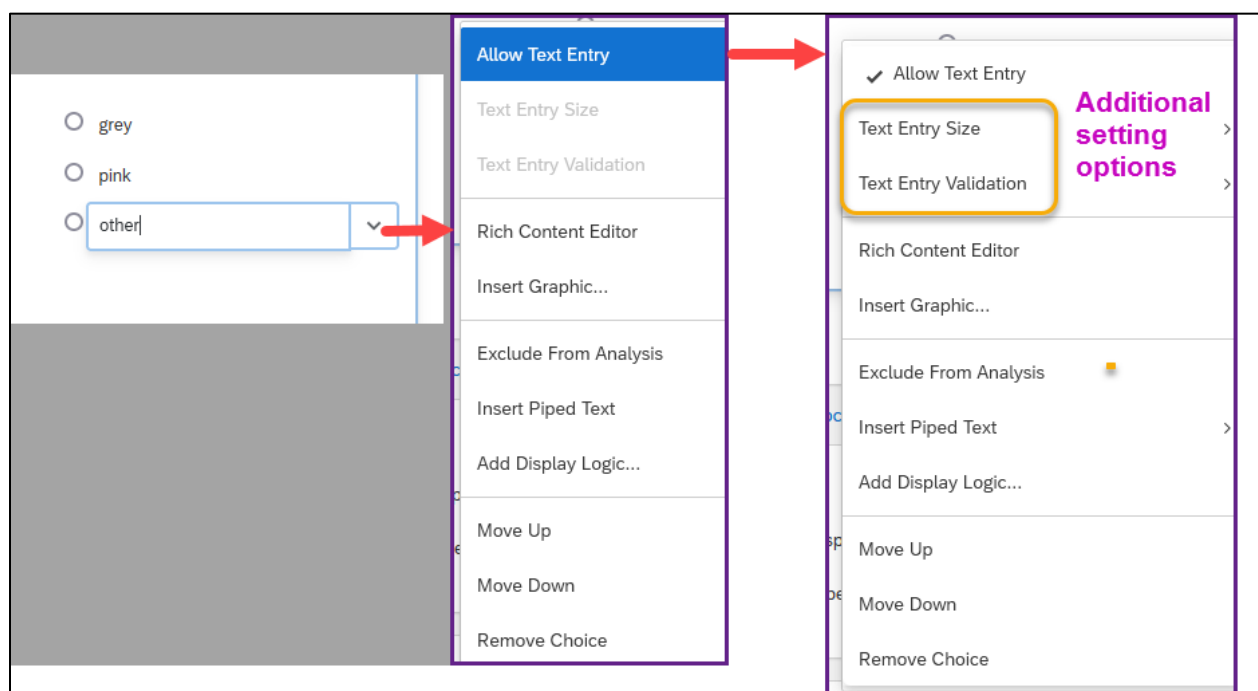 grey
pink
other
Allow Text Entry
Text Entry Size
Text Entry Validation
Rich Content Editor
Insert Graphic...
Exclude From Analysis
Insert Piped Text
Add Display Logic...
Move Up
Move Down
Remove Choice
Allow Text Entry
Text Entry Size
Text Entry Validation
Additional
setting
options
Rich Content Editor
Insert Graphic...
Exclude From Analysis
Insert Piped Text
Add Display Logic...
Move Up
Move Down
Remove Choice